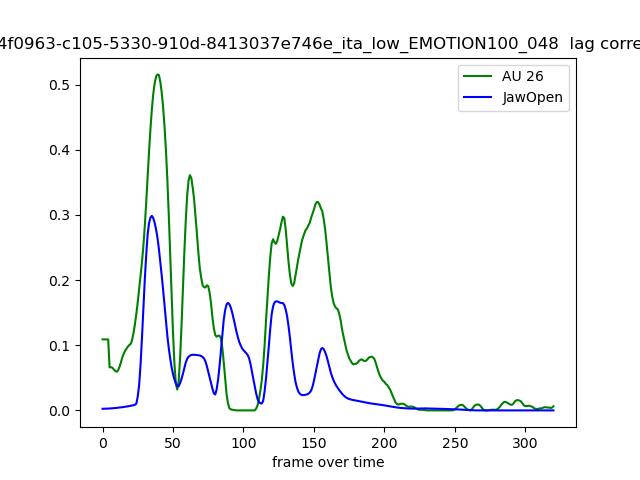 4f0963-c105-5330-910d-8413037e746e_ita_low_EMOTION100_048 lag corre
AU 26
JawOpen
0.5
0.4
0.3
0.2
0.1
0.0
0 50 100 150 200 250 300
frame over time